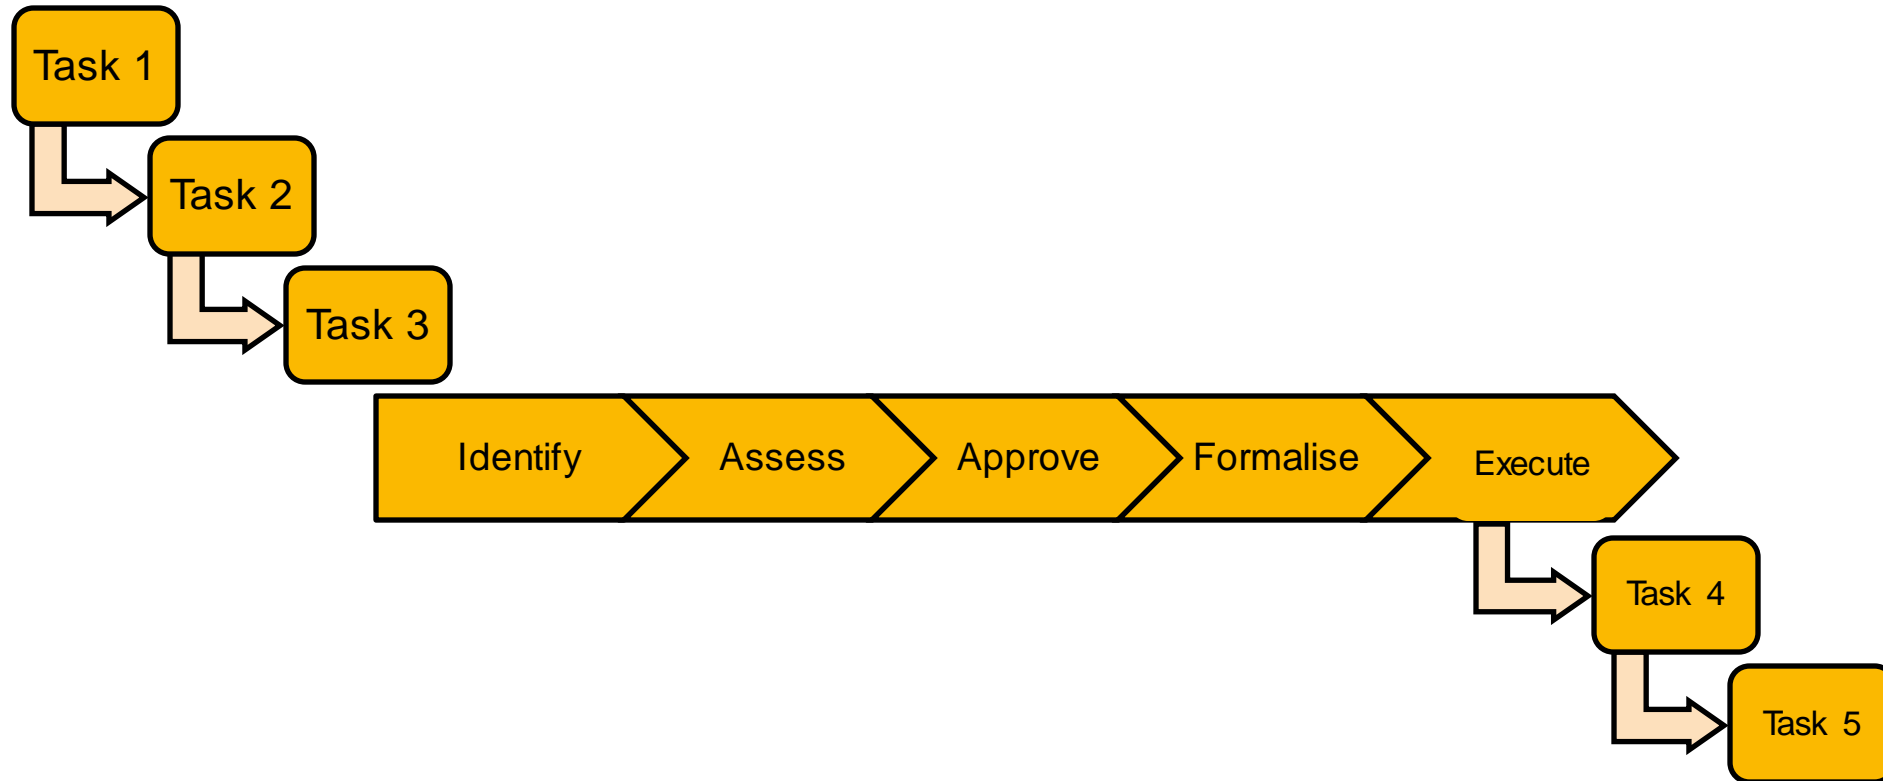 Task 1
Task 2
Task 3
Identify
Assess
Approve
Formalise
Execute
Task 4
Task 5